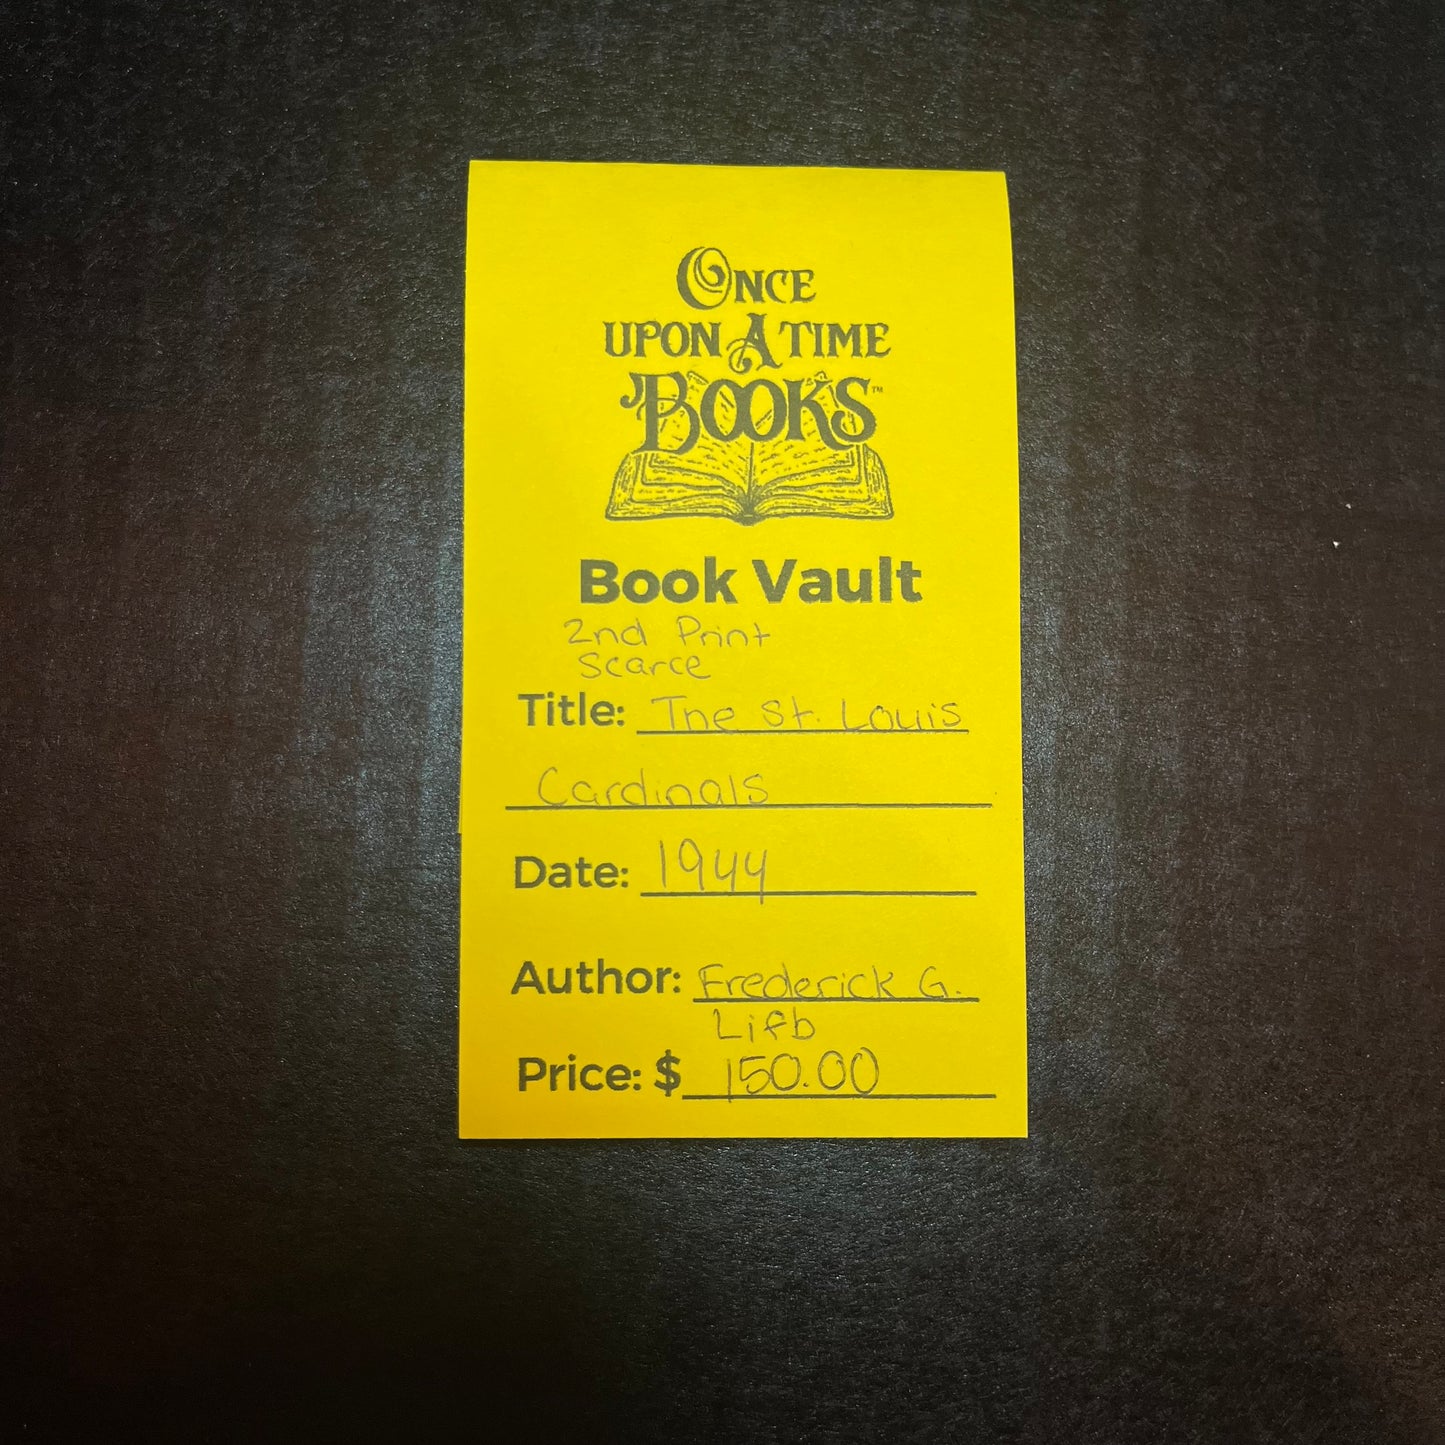 ONCE
UPON A TIME
BOOKS™
Book Vault
2nd Print
Scarce
Title: The St. Louis
Cardinals
Date: 1944
Author: Frederick G.
Lifb
Price: $ 150.00